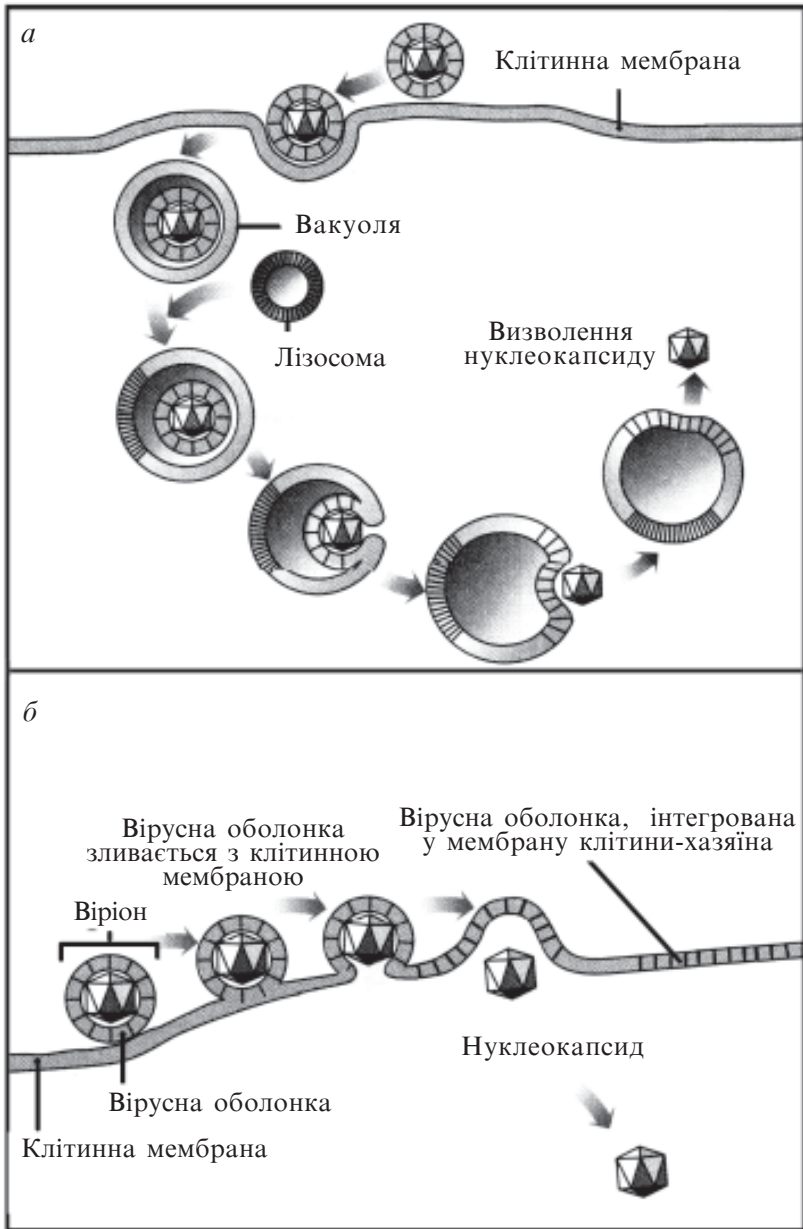 а
Клітинна мембрана
Вакуоля
Лізосома
Визволення
нуклеокапсиду
б
Вірусна оболонка
зливається з клітинною
мембраною
Вірусна оболонка, інтегрована
у мембрану клітини-хазяїна
Віріон
Нуклеокапсид
Вірусна оболонка
Клітинна мембрана